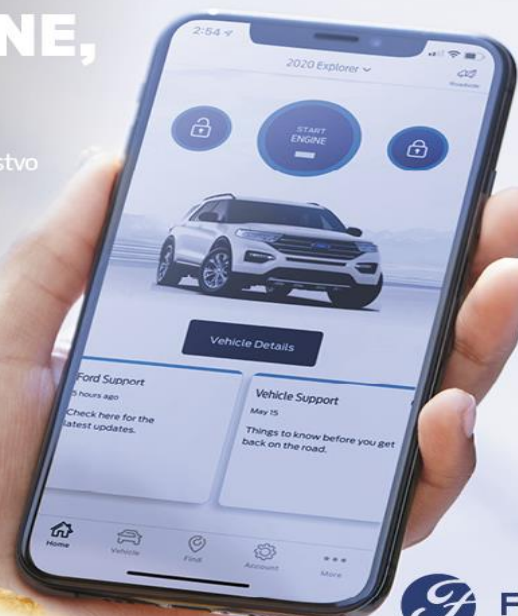 NE,
stvo
2:54
2020 Explorer
Roadside
START
ENGINE
Vehicle Details
Ford Support
5 hours ago
Check here for the
latest updates.
Vehicle Support
May 15
Things to know before you get
back on the road.
Home
Vehicle
Find
Account
More
F